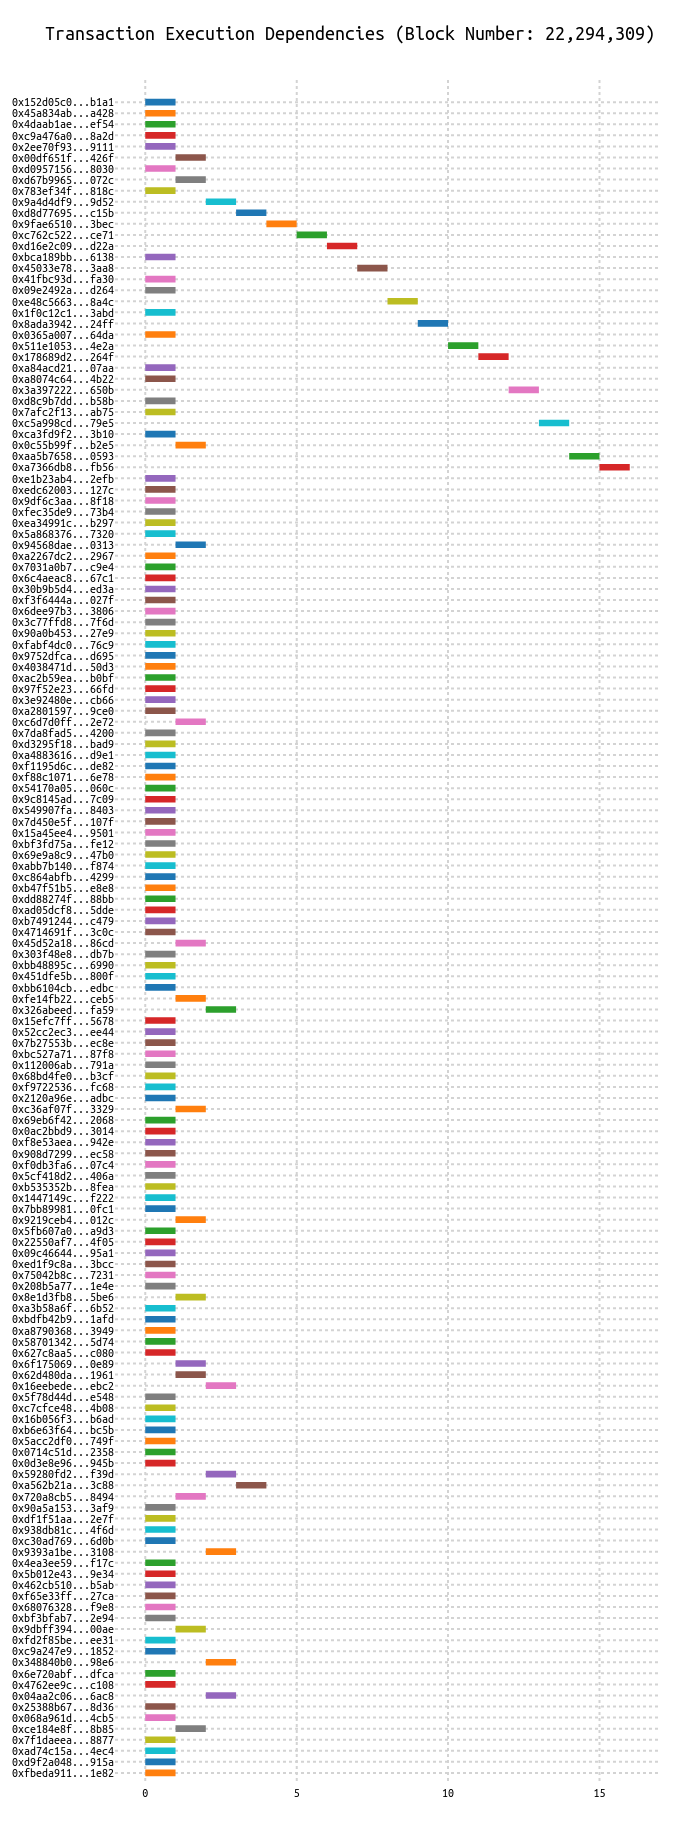 Transaction Execution Dependencies (Block Number: 22,294,309)
0x152d05c0...b1a1
0x45a834ab...a428
0x4daab1ae...ef54
0xc9a476a0...8a2d
0x2ee70f93...9111
0x00df651f...426f
0xd0957156...8030
0xd67b9965...072c
0x783ef34f...818c
0x9a4d4df9...9d52
0xd8d77695...c15b
0x9fae6510...3bec
0xc762c522...ce71
0xd16e2c09...d22a
0xbca189bb...6138
0x45033e78...3aa8
0x41fbc93d...fa30
0x09e2492a...d264
0xe48c5663...8a4c
0x1f0c12c1...3abd
0x8ada3942...24ff
0x0365a007...64da
0x511e1053...4e2a
0x178689d2...264f
0xa84acd21...07aa
0xa8074c64...4b22
0x3a397222...650b
0xd8c9b7dd...b58b
0x7afc2f13...ab75
0xc5a998cd...79e5
0xca3fd9f2...3b10
0x0c55b99f...b2e5
0xaa5b7658...0593
0xa7366db8...fb56
0xe1b23ab4...2efb
0xedc62003...127c
0x9df6c3aa...8f18
0xfec35de9...73b4
0xea34991c...b297
0x5a868376...7320
0x94568dae...0313
0xa2267dc2...2967
0x7031a0b7...c9e4
0x6c4aeac8...67c1
0x30b9b5d4...ed3a
0xf3f6444a...027f
0x6dee97b3...3806
0x3c77ffd8...7f6d
0x90a0b453...27e9
0xfabf4dc0...76c9
0x9752dfca...d695
0x4038471d...50d3
0xac2b59ea...b0bf
0x97f52e23...66fd
0x3e92480e...cb66
0xa2801597...9ce0
0xc6d7d0ff...2e72
0x7da8fad5...4200
0xd3295f18...bad9
0xa4883616...d9e1
0xf1195d6c...de82
0xf88c1071...6e78
0x54170a05...060c
0x9c8145ad...7c09
0x549907fa...8403
0x7d450e5f...107f
0x15a45ee4...9501
0xbf3fd75a...fe12
0x69e9a8c9...47b0
0xabb7b140...f874
0xc864abfb...4299
0xb47f51b5...e8e8
0xdd88274f...88bb
0xad05dcf8...5dde
0xb7491244...c479
0x4714691f...3c0c
0x45d52a18...86cd
0x303f48e8...db7b
0xbb48895c...6990
0x451dfe5b...800f
0xbb6104cb...edbc
0xfe14fb22...ceb5
0x326abeed...fa59
0x15efc7ff...5678
0x52cc2ec3...ee44
0x7b27553b...ec8e
0xbc527a71...87f8
0x112006ab...791a
0x68bd4fe0...b3cf
0xf9722536...fc68
0x2120a96e...adbc
0xc36af07f...3329
0x69eb6f42...2068
0x0ac2bbd9...3014
0xf8e53aea...942e
0x908d7299...ec58
0xf0db3fa6...07c4
0x5cf418d2...406a
0xb535352b...8fea
0x1447149c...f222
0x7bb89981...0fc1
0x9219ceb4...012c
0x5fb607a0...a9d3
0x22550af7...4f05
0x09c46644...95a1
0xed1f9c8a...3bcc
0x75042b8c...7231
0x208b5a77...1e4e
0x8e1d3fb8...5be6
0xa3b58a6f...6b52
0xbdfb42b9...1afd
0xa8790368...3949
0x58701342...5d74
0x627c8aa5...c080
0x6f175069...0e89
0x62d480da...1961
0x16eebede...ebc2
0x5f78d44d...e548
0xc7cfce48...4b08
0x16b056f3...b6ad
0xb6e63f64...bc5b
0x5acc2df0...749f
0x0714c51d...2358
0x0d3e8e96...945b
0x59280fd2...f39d
0xa562b21a...3c88
0x720a8cb5...8494
0x90a5a153...3af9
0xdf1f51aa...2e7f
0x938db81c...4f6d
0xc30ad769...6d0b
0x9393a1be...3108
0x4ea3ee59...f17c
0x5b012e43...9e34
0x462cb510...b5ab
0xf65e33ff...27ca
0x68076328...f9e8
0xbf3bfab7...2e94
0x9dbff394...00ae
0xfd2f85be...ee31
0xc9a247e9...1852
0x348840b0...98e6
0x6e720abf...dfca
0x4762ee9c...c108
0x04aa2c06...6ac8
0x25388b67...8d36
0x068a961d...4cb5
0xce184e8f...8b85
0x7f1daeea...8877
0xad74c15a...4ec4
0xd9f2a048...915a
0xfbeda911...1e82
0 5 10 15